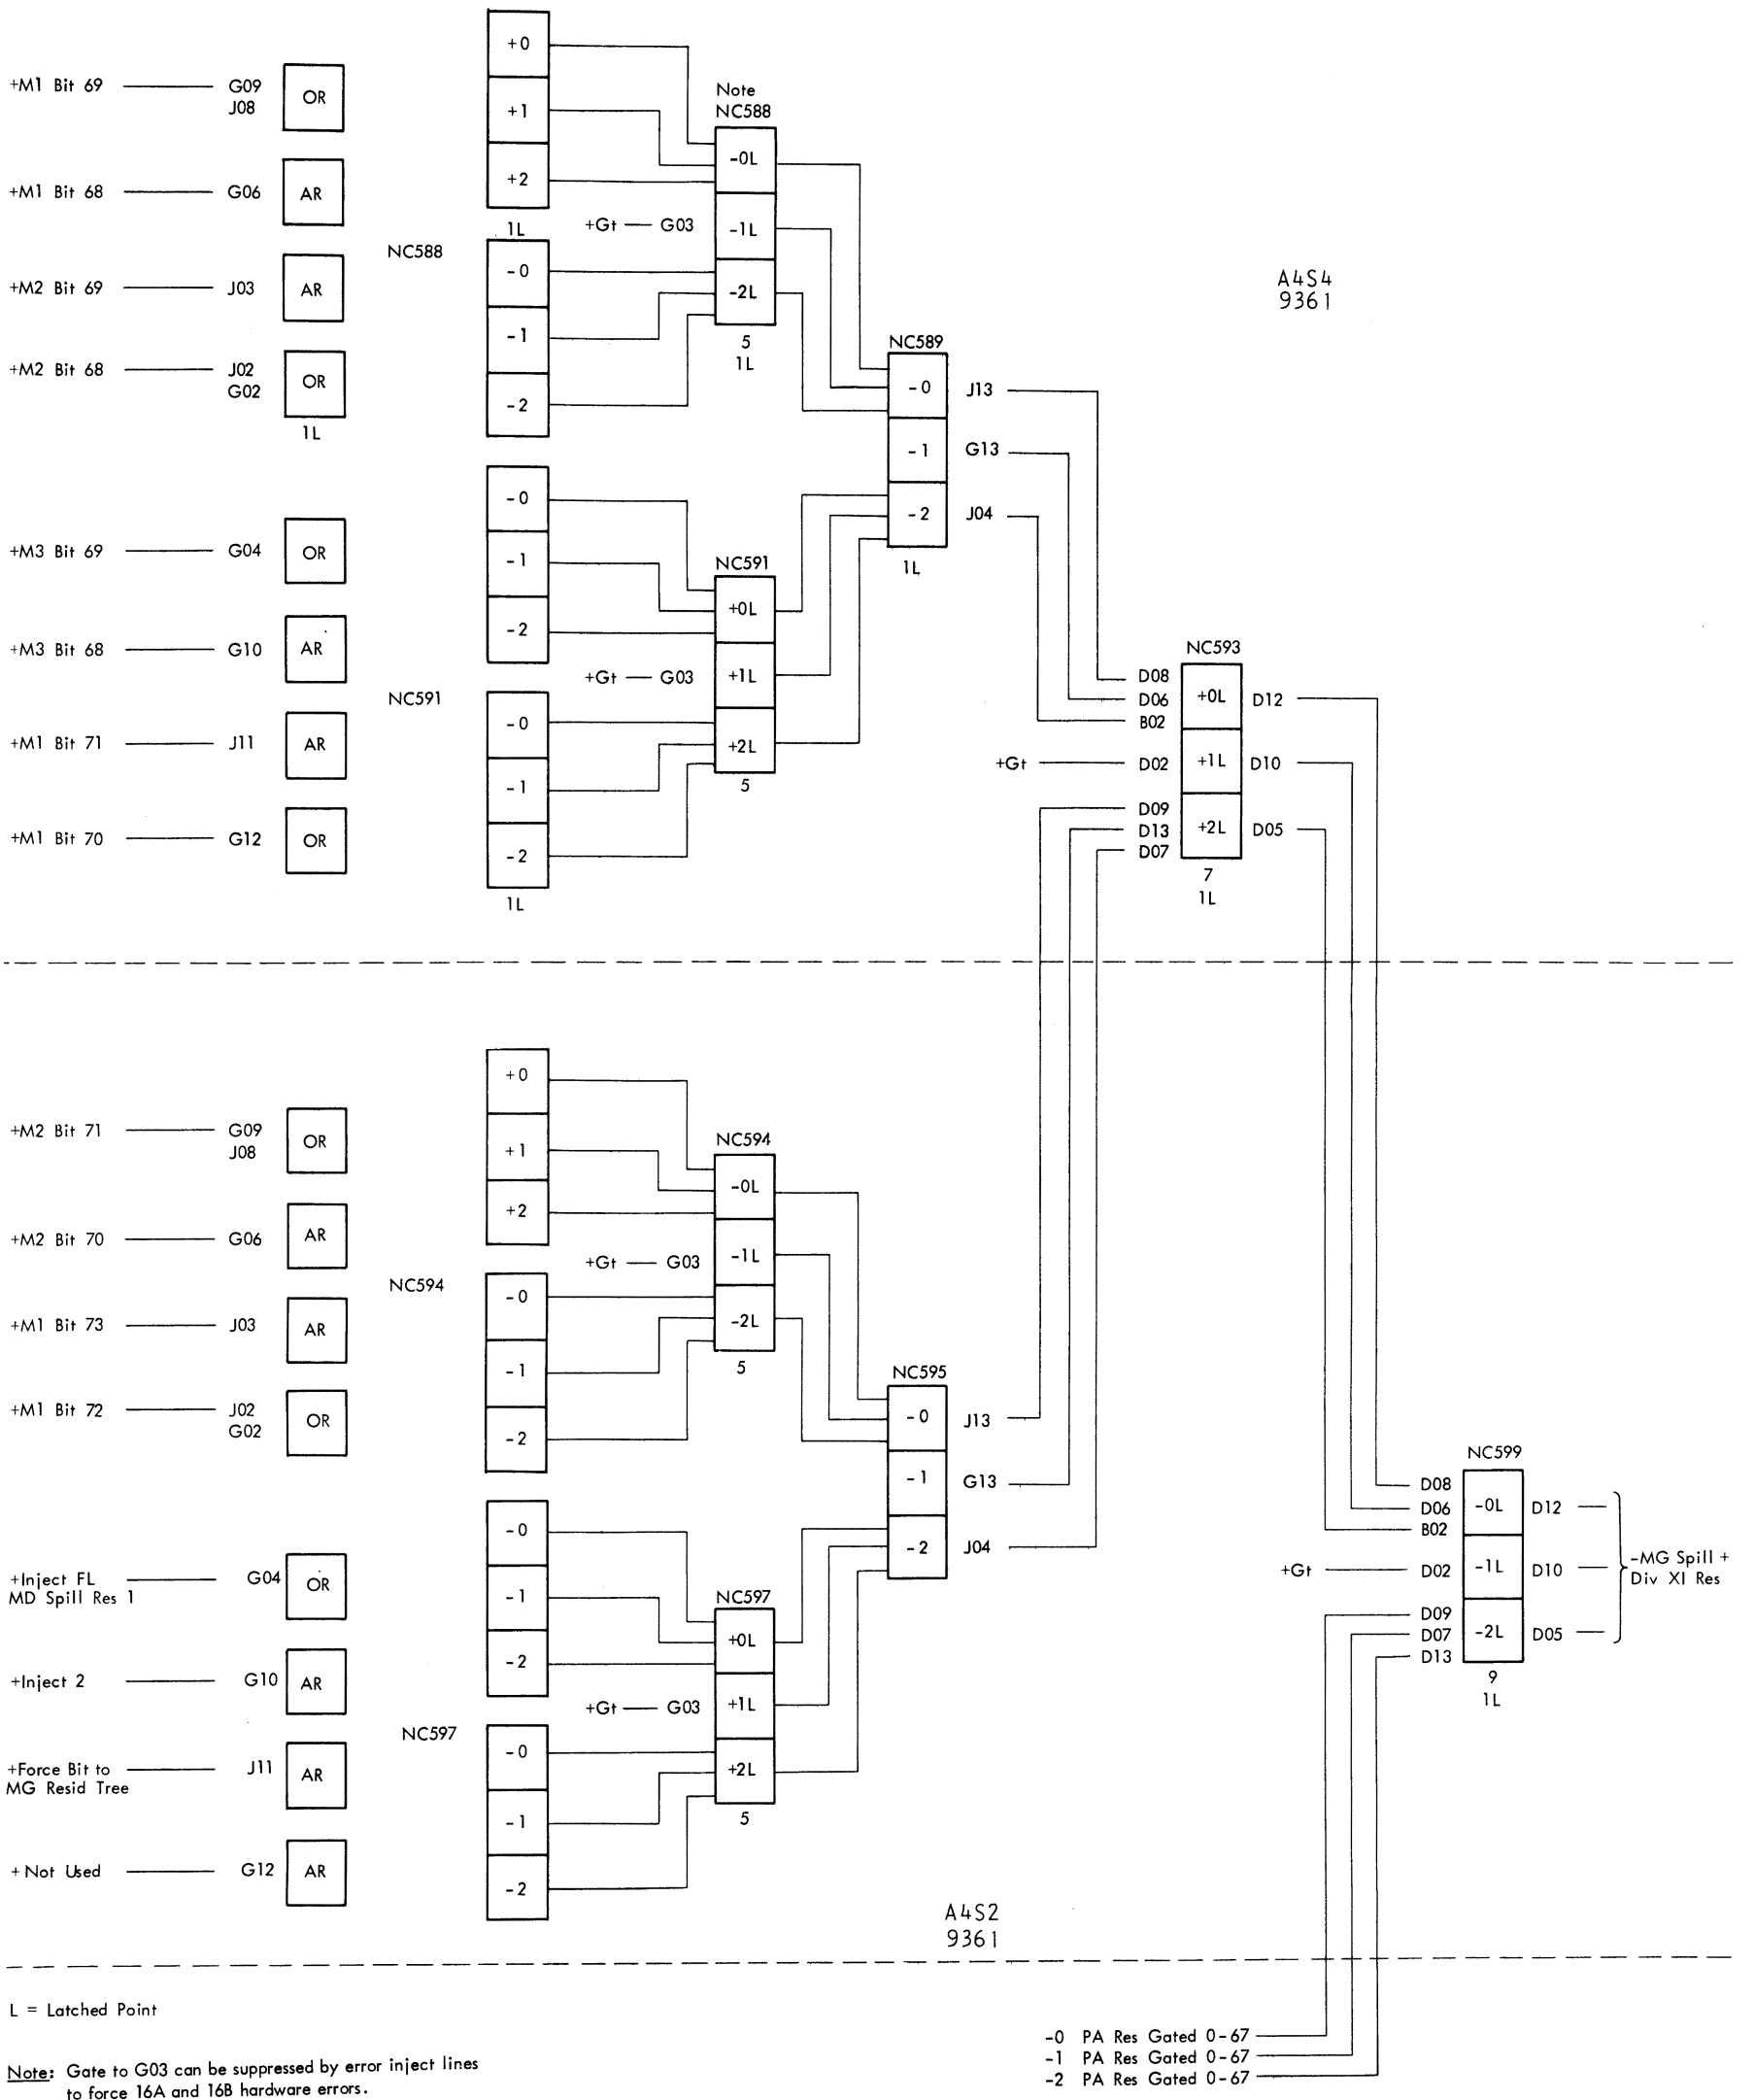 +0
+M1 Bit 69 G09 OR
J08
+1
Note
NC588
-0L
+M1 Bit 68 G06 AR
+2
1L
+Gt G03 -1L
NC588
+M2 Bit 69 J03 AR
-0
-2L
5
1L
-1
+M2 Bit 68 J02 OR
G02
1L
-2
A4S4
9361
NC589
-0 J13
-1 G13
-2 J04
1L
-0
+M3 Bit 69 G04 OR
-1
NC591
+0L
-2
+M3 Bit 68 G10 AR
+Gt G03 +1L
NC591
-0
+M1 Bit 71 J11 AR
+2L
5
-1
+M1 Bit 70 G12 OR
-2
1L
NC593
D08
D06 +0L D12
B02
+Gt D02 +1L D10
D09
D13 +2L D05
D07
7
1L
+0
+M2 Bit 71 G09 OR
J08
+1
NC594
-0L
+2
+M2 Bit 70 G06 AR
+Gt G03 -1L
NC594
-0
+M1 Bit 73 J03 AR
-2L
5
-1
+M1 Bit 72 J02 OR
G02
-2
NC595
-0 J13
-1 G13
-2 J04
-0
+Inject FL G04 OR
MD Spill Res 1
-1
NC597
+0L
-2
+Inject 2 G10 AR
+Gt G03 +1L
NC597
-0
+Force Bit to J11 AR
MG Resid Tree
+2L
5
-1
+ Not Used G12 AR
-2
NC599
D08
D06 -0L D12
B02
+Gt D02 -1L D10
-MG Spill +
Div XI Res
D09
D07 -2L D05
D13
9
1L
A4S2
9361
L = Latched Point
-0 PA Res Gated 0-67
-1 PA Res Gated 0-67
-2 PA Res Gated 0-67
Note: Gate to G03 can be suppressed by error inject lines
to force 16A and 16B hardware errors.